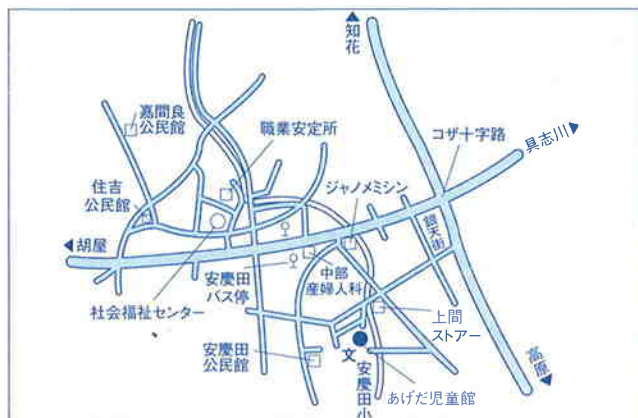 ▲
知花
嘉間良
公民館
職業安定所
コザ十字路
具志川▶
住吉
公民館
ジャノメミシン
銀天街
◀胡屋
安慶田
バス停
中部
産婦人科
社会福祉センター
上間
ストアー
安慶田
公民館
文
安慶田小
あげだ児童館
高原
▼